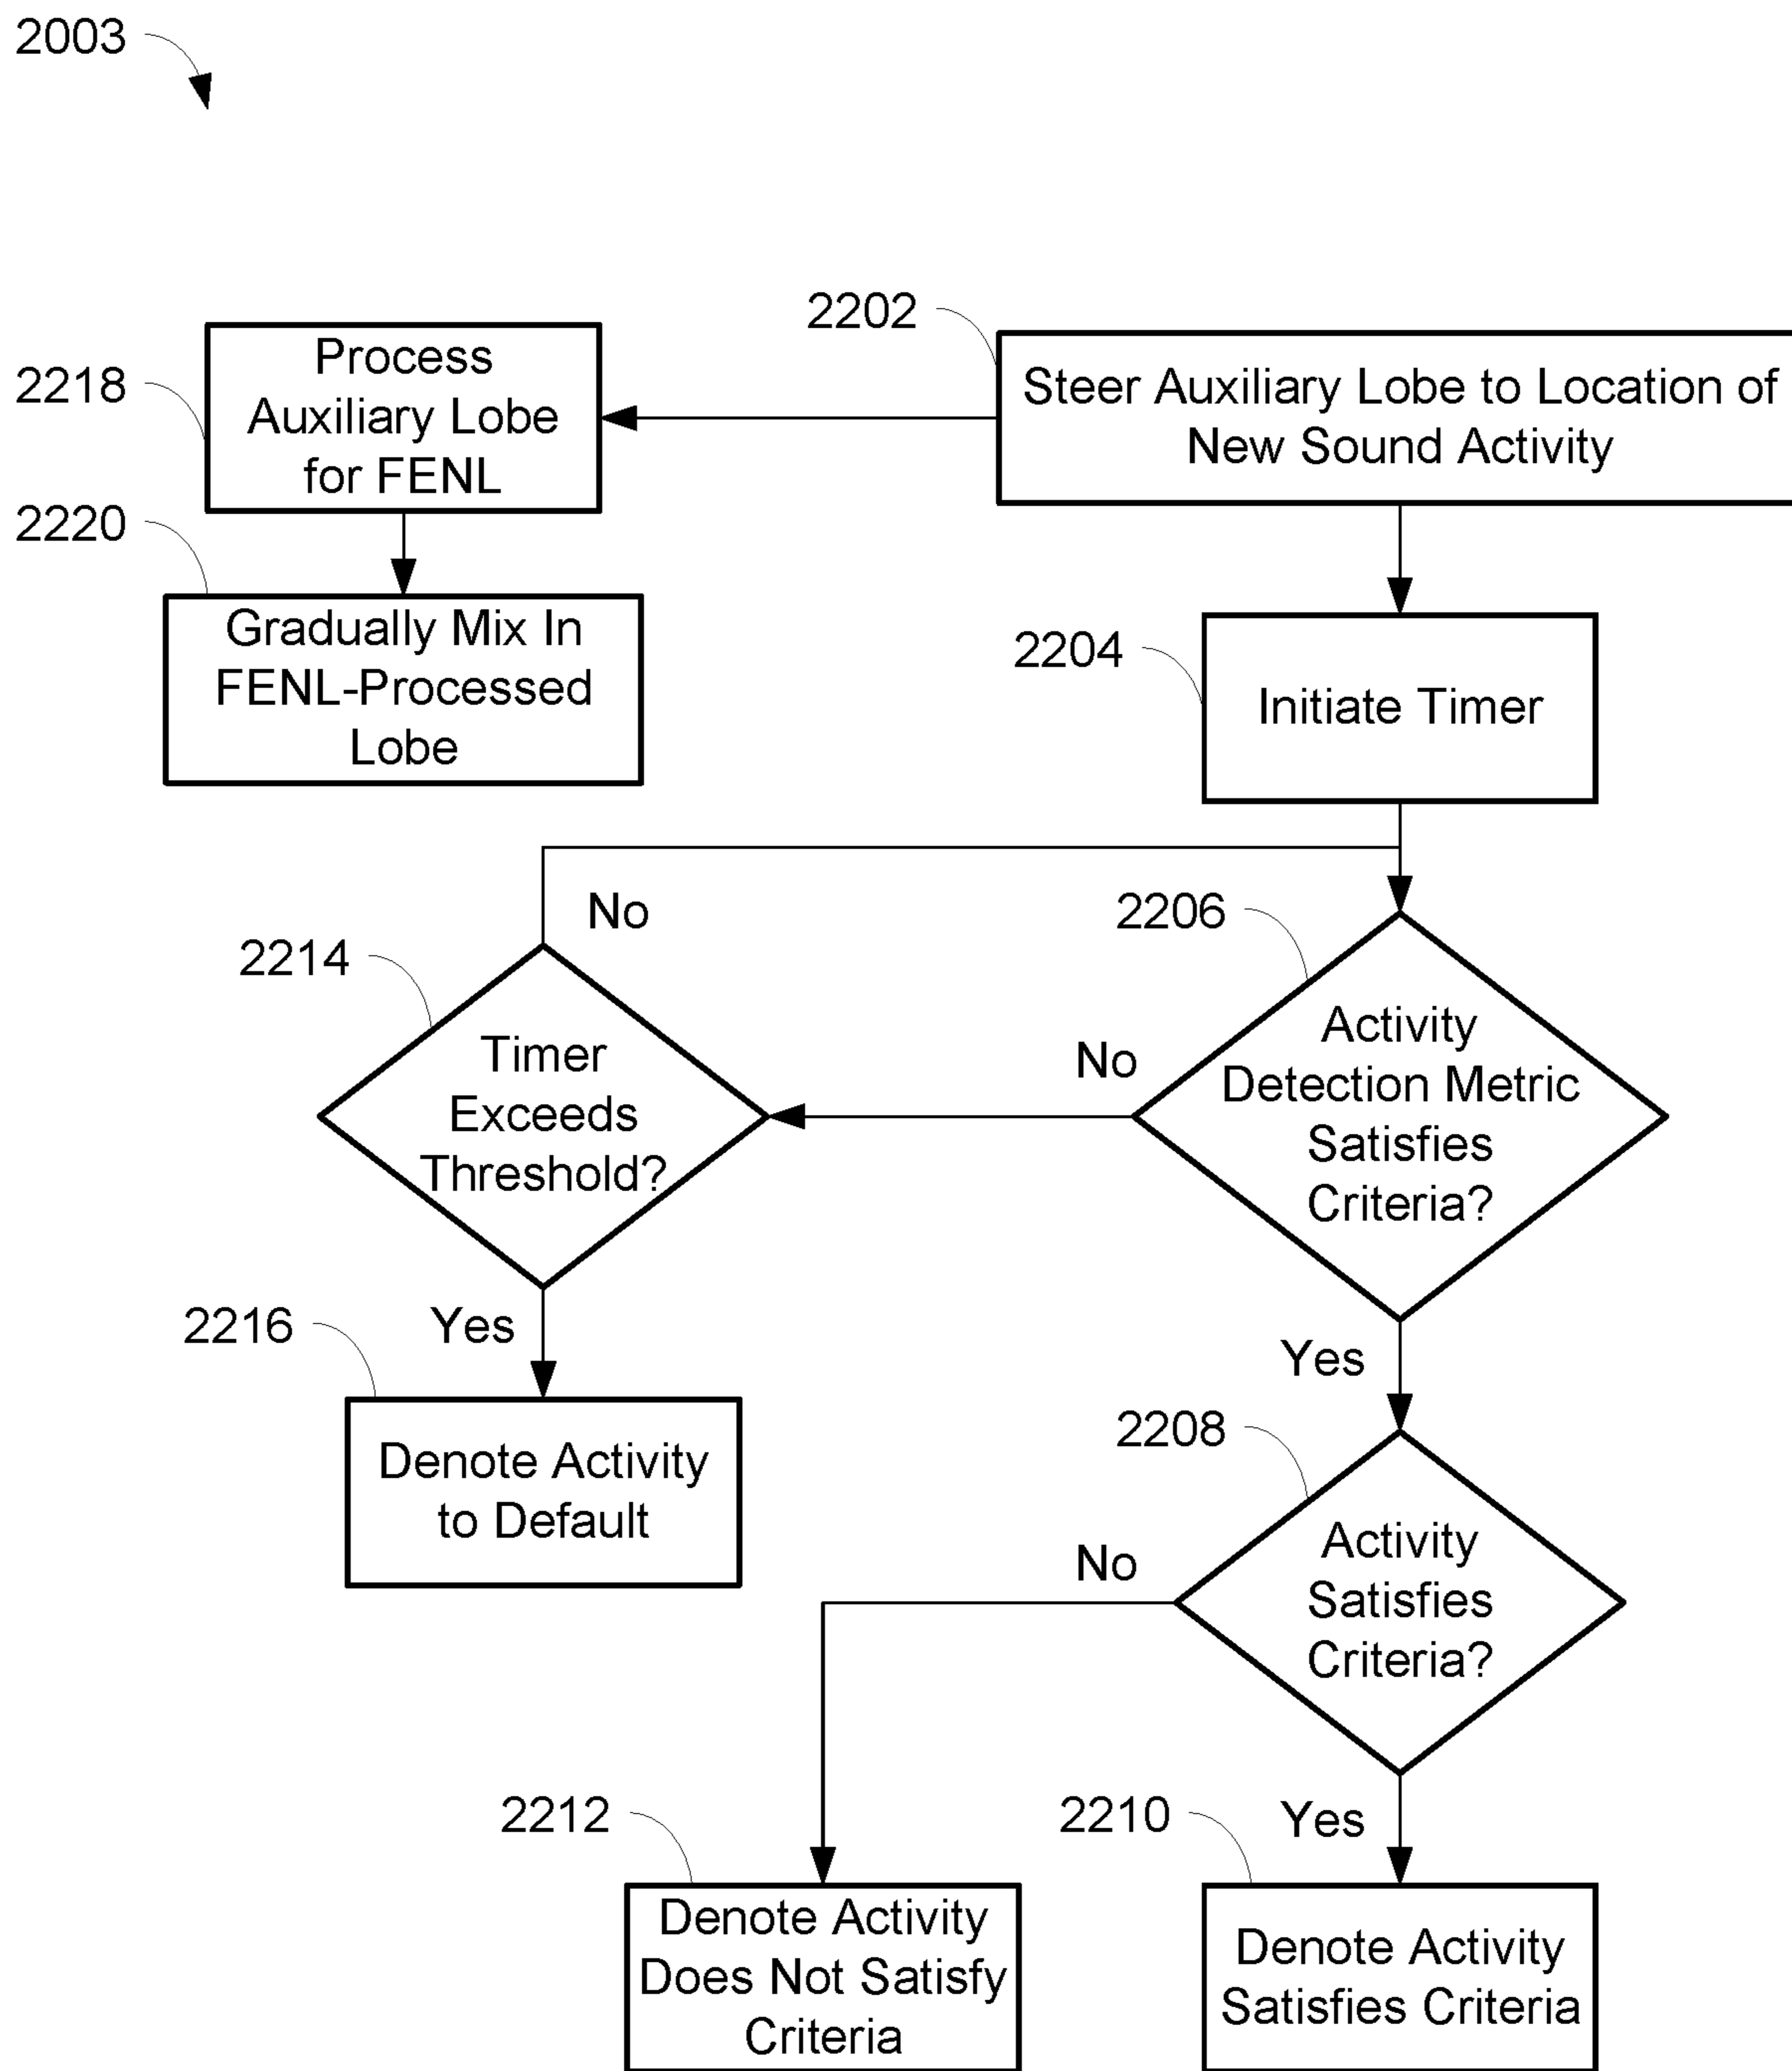 2003
2202
2218
Process
Auxiliary Lobe
for FENL
Steer Auxiliary Lobe to Location of
New Sound Activity
2220
Gradually Mix In
FENL-Processed
Lobe
2204
Initiate Timer
No
2206
2214
Timer
Exceeds
Threshold?
No
Activity
Detection Metric
Satisfies
Criteria?
2216
Yes
Yes
Denote Activity
to Default
2208
No
Activity
Satisfies
Criteria?
2212
2210
Yes
Denote Activity
Does Not Satisfy
Criteria
Denote Activity
Satisfies Criteria